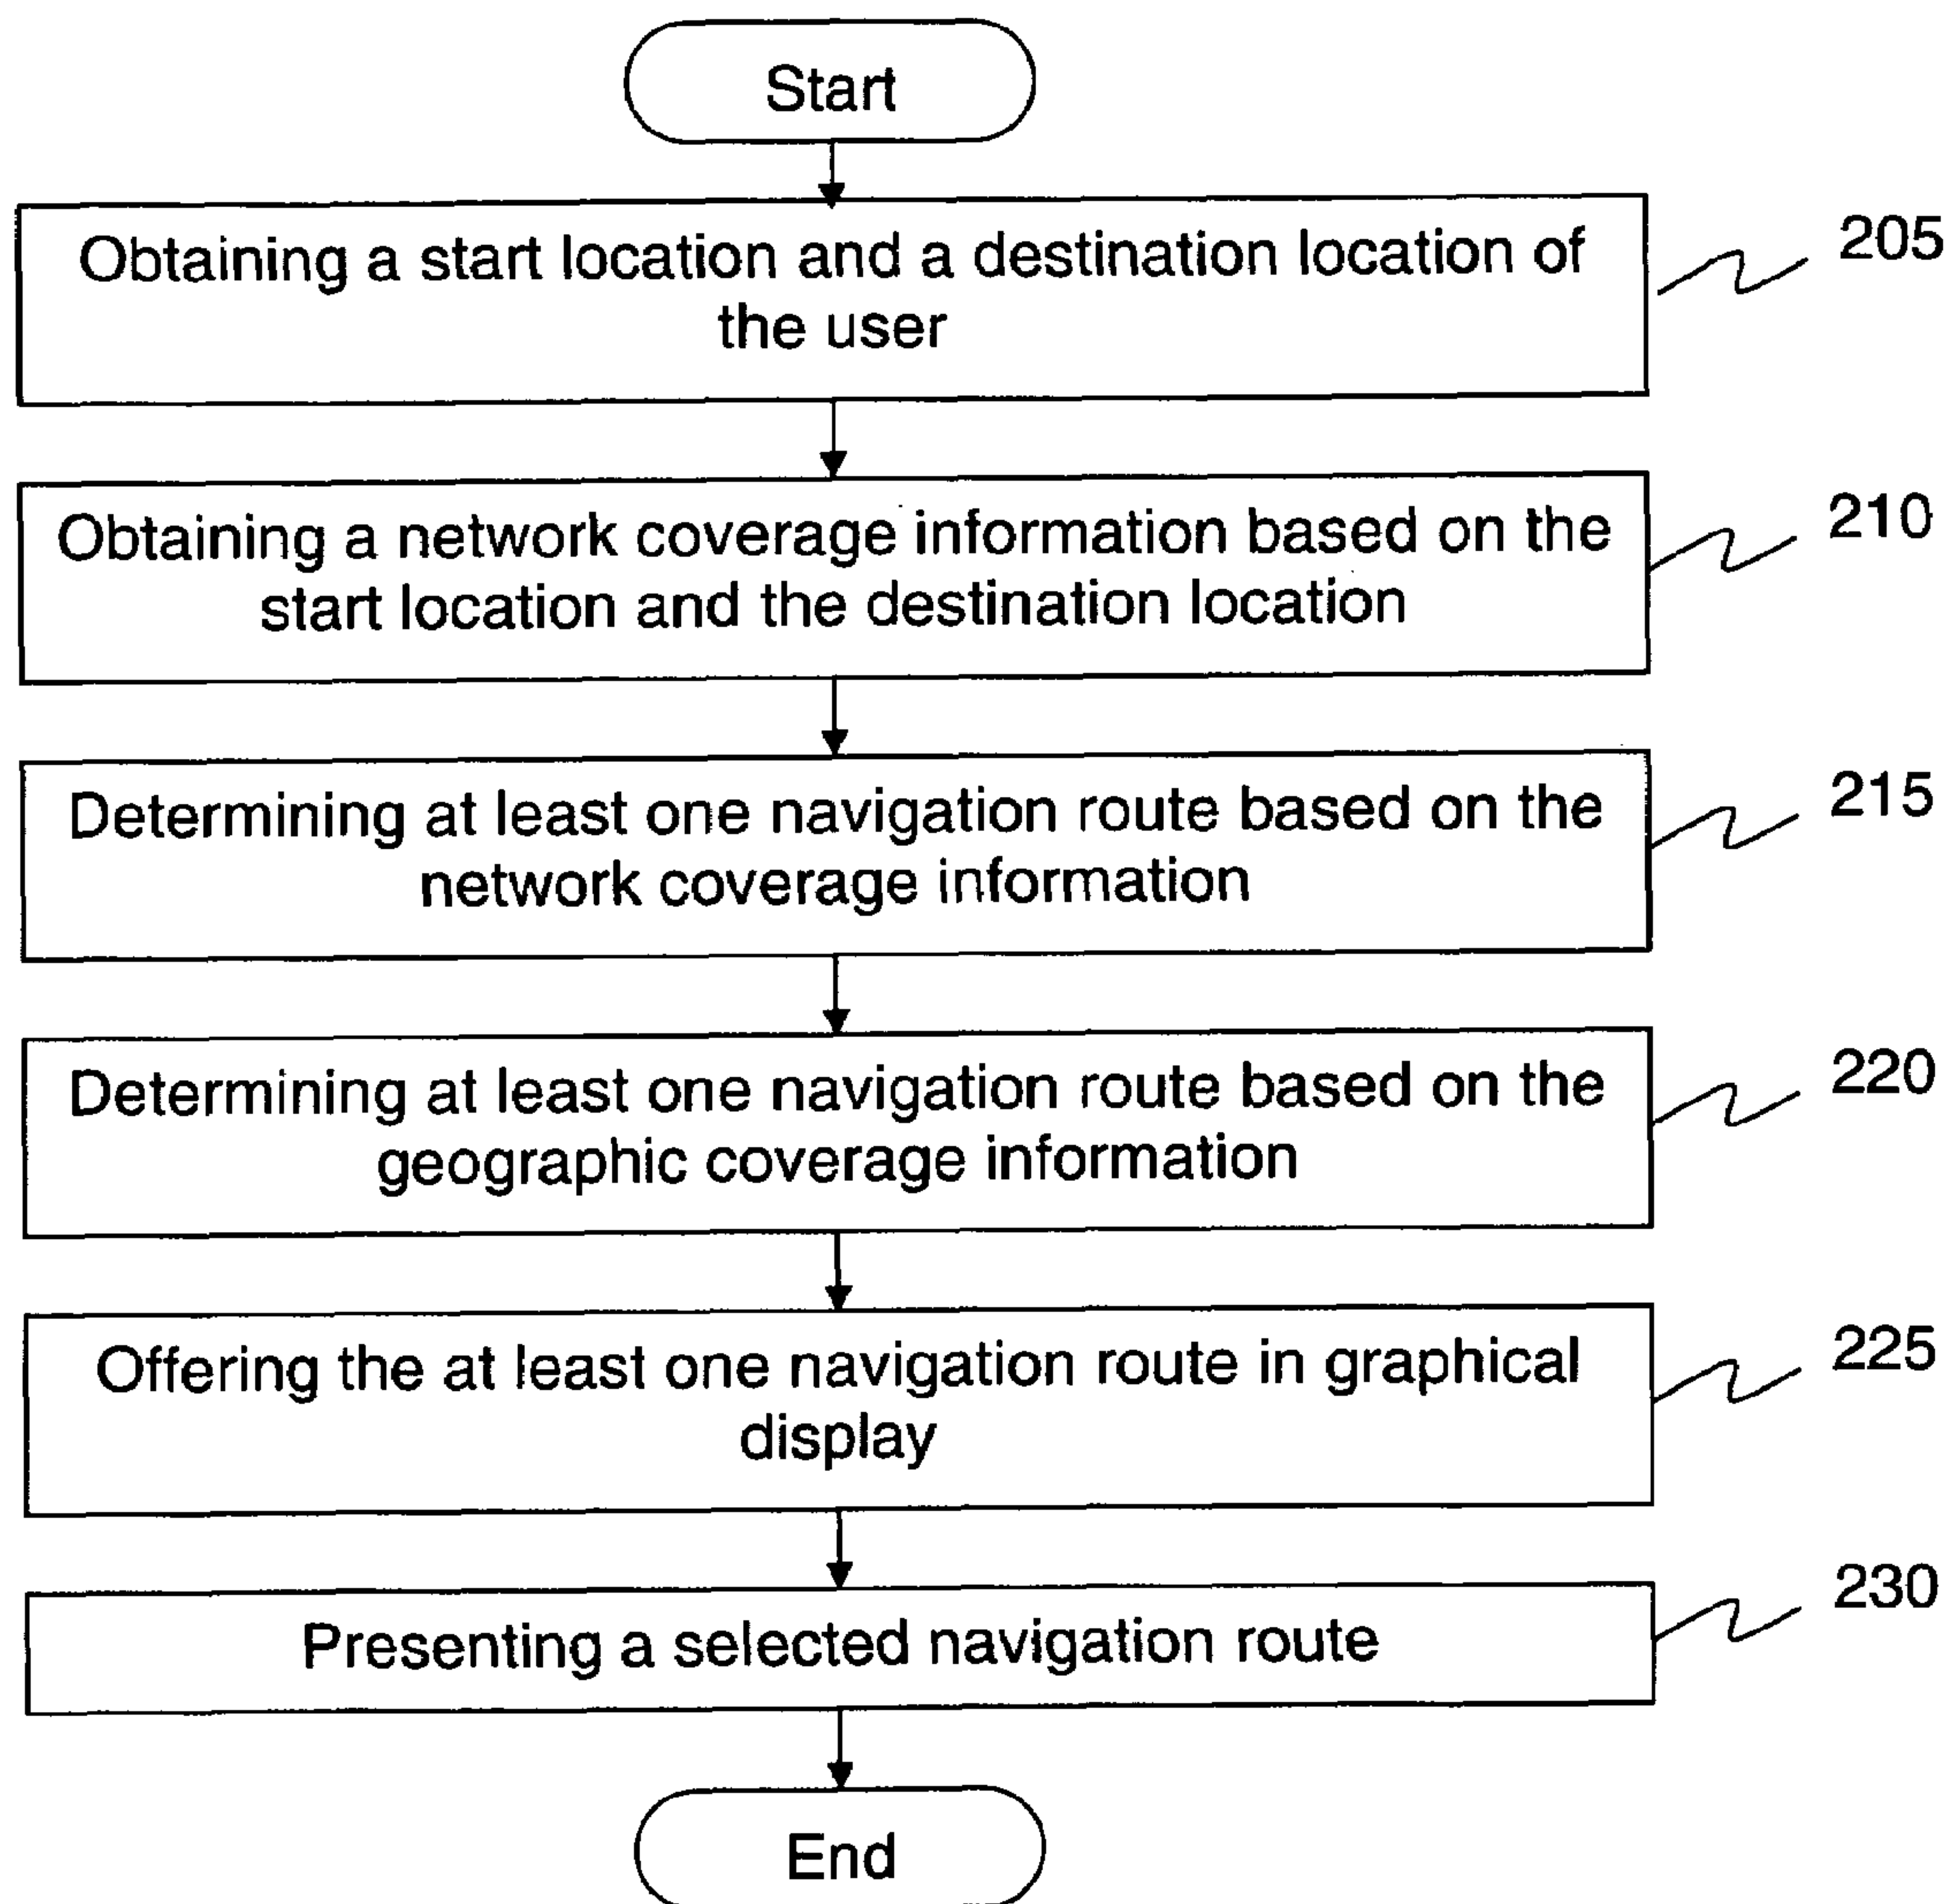 Start
Obtaining a start location and a destination location of
the user
205
Obtaining a network coverage information based on the
start location and the destination location
210
Determining at least one navigation route based on the
network coverage information
215
Determining at least one navigation route based on the
geographic coverage information
220
Offering the at least one navigation route in graphical
display
225
Presenting a selected navigation route
230
End